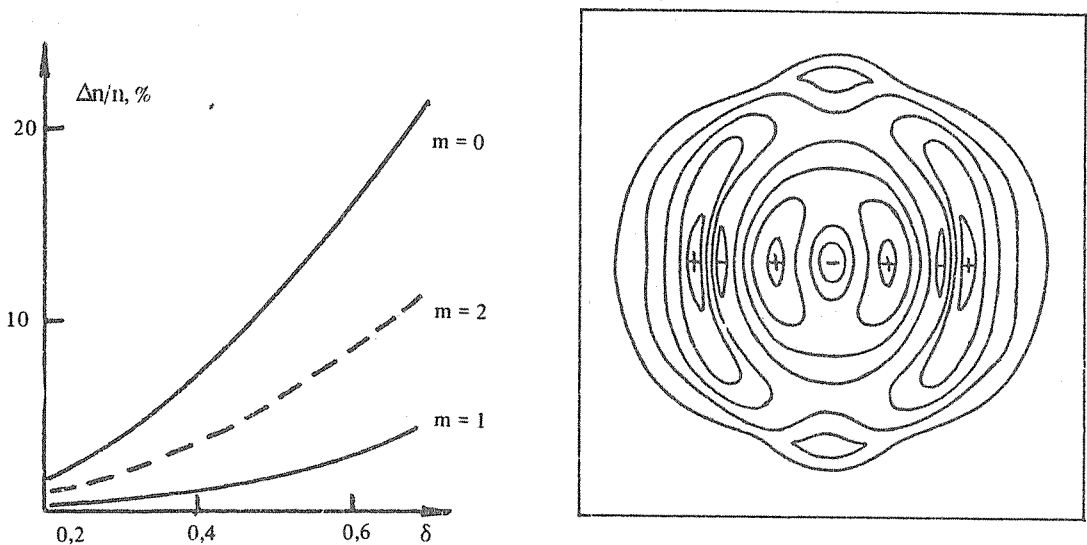 Δn/n, %
20
m = 0
10
m = 2
m = 1
0,2
0,4
0,6
δ
+ − + − + − +